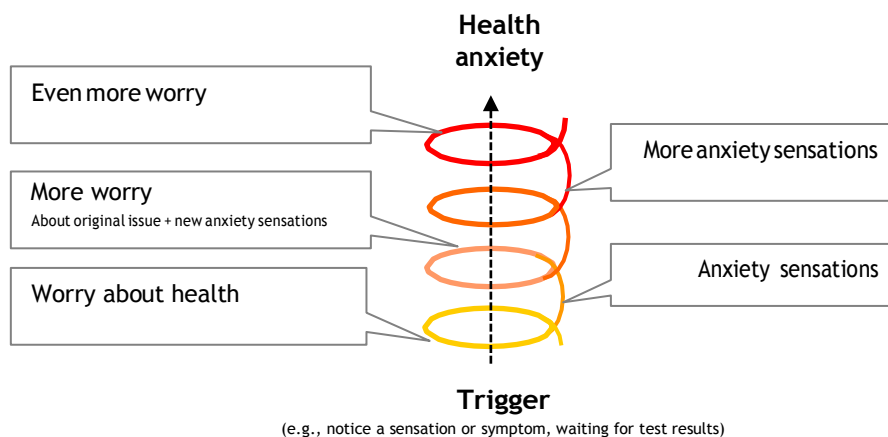 Health
anxiety
Even more worry
More anxiety sensations
More worry
About original issue + new anxiety sensations
Anxiety sensations
Worry about health
Trigger
(e.g., notice a sensation or symptom, waiting for test results)